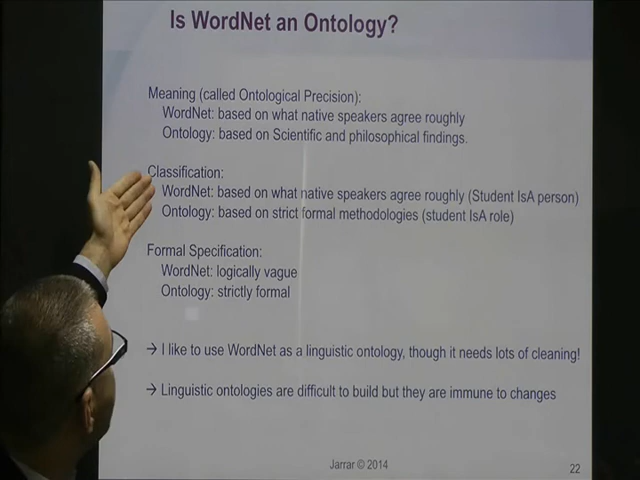 Is WordNet an Ontology?
Meaning (called Ontological Precision):
WordNet: based on what native speakers agree roughly
Ontology: based on Scientific and philosophical findings.
Classification:
WordNet: based on what native speakers agree roughly (Student IsA person)
Ontology: based on strict formal methodologies (student IsA role)
Formal Specification:
WordNet: logically vague
Ontology: strictly formal
→ I like to use WordNet as a linguistic ontology, though it needs lots of cleaning!
→ Linguistic ontologies are difficult to build but they are immune to changes
Jarrar © 2014
22